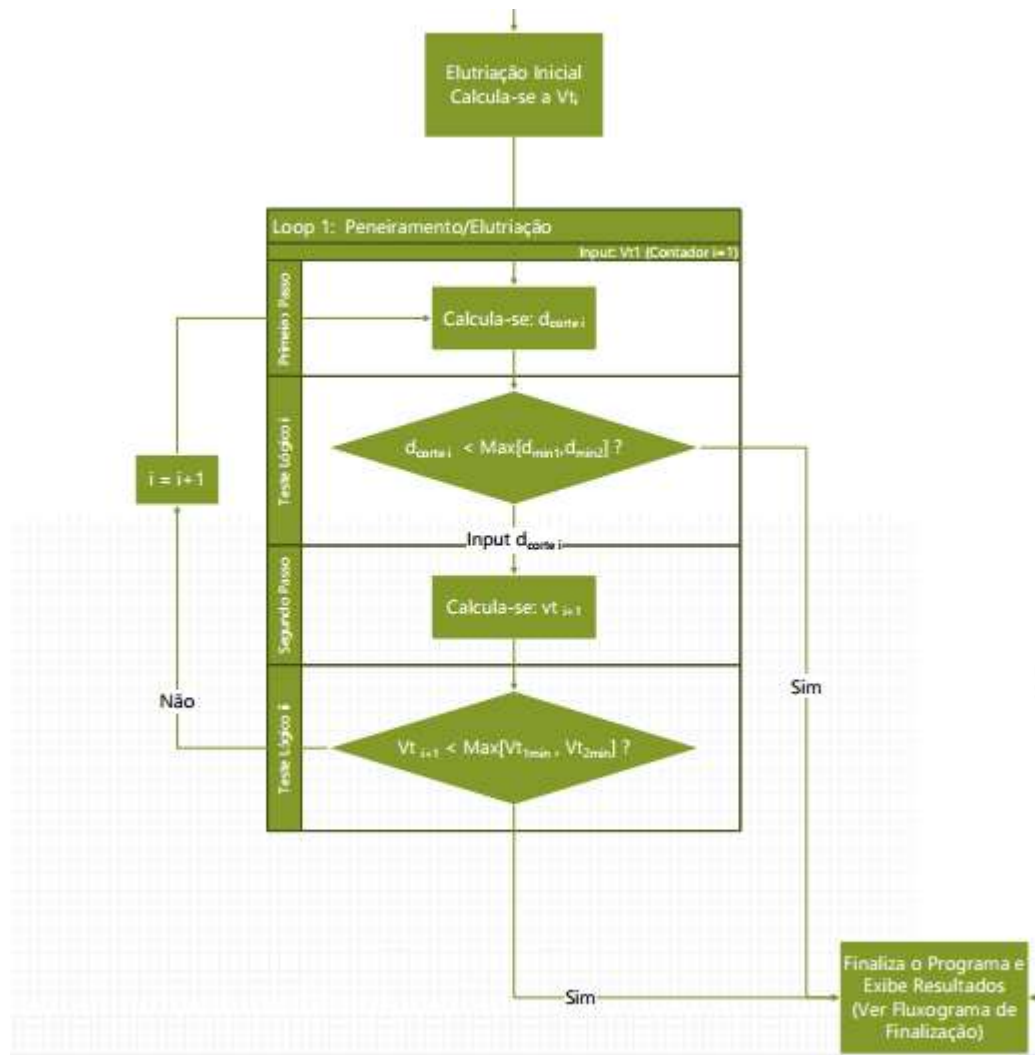 Elutriação Inicial
Calcula-se a Vtᵢ
Loop 1: Peneiramento/Elutriação
Input: Vt1 (Contador i=1)
Primeiro Passo
Calcula-se: dcorte i
Teste Lógico i
dcorte i < Max[dmin1,dmin2] ?
i = i+1
Input dcorte i
Segundo Passo
Calcula-se: vt i+1
Sim
Não
Teste Lógico ii
Vt i+1 < Max[Vt1min , Vt2min] ?
Sim
Finaliza o Programa e
Exibe Resultados
(Ver Fluxograma de
Finalização)